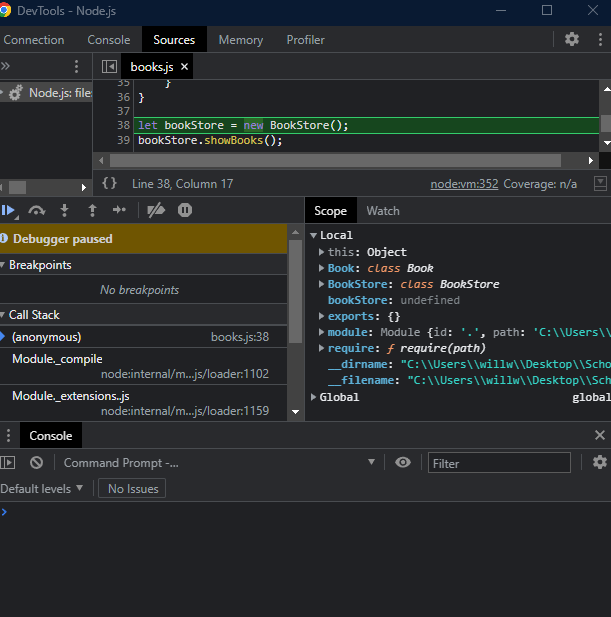 DevTools - Node.js
Connection Console Sources Memory Profiler
books.js
Node.js: file:
35 }
36 }
37
38 let bookStore = new BookStore();
39 bookStore.showBooks();
{} Line 38, Column 17 node:vm:352 Coverage: n/a
Scope Watch
Debugger paused
Breakpoints
No breakpoints
Call Stack
(anonymous) books.js:38
Module._compile
node:internal/m...js/loader:1102
Module._extensions..js
node:internal/m...js/loader:1159
Local
this: Object
Book: class Book
BookStore: class BookStore
bookStore: undefined
exports: {}
module: Module {id: '.', path: 'C:\\Users\\
require: ƒ require(path)
__dirname: "C:\\Users\\willw\\Desktop\\Scho
__filename: "C:\\Users\\willw\\Desktop\\Sch
Global global
Console
Command Prompt -... Filter
Default levels No Issues